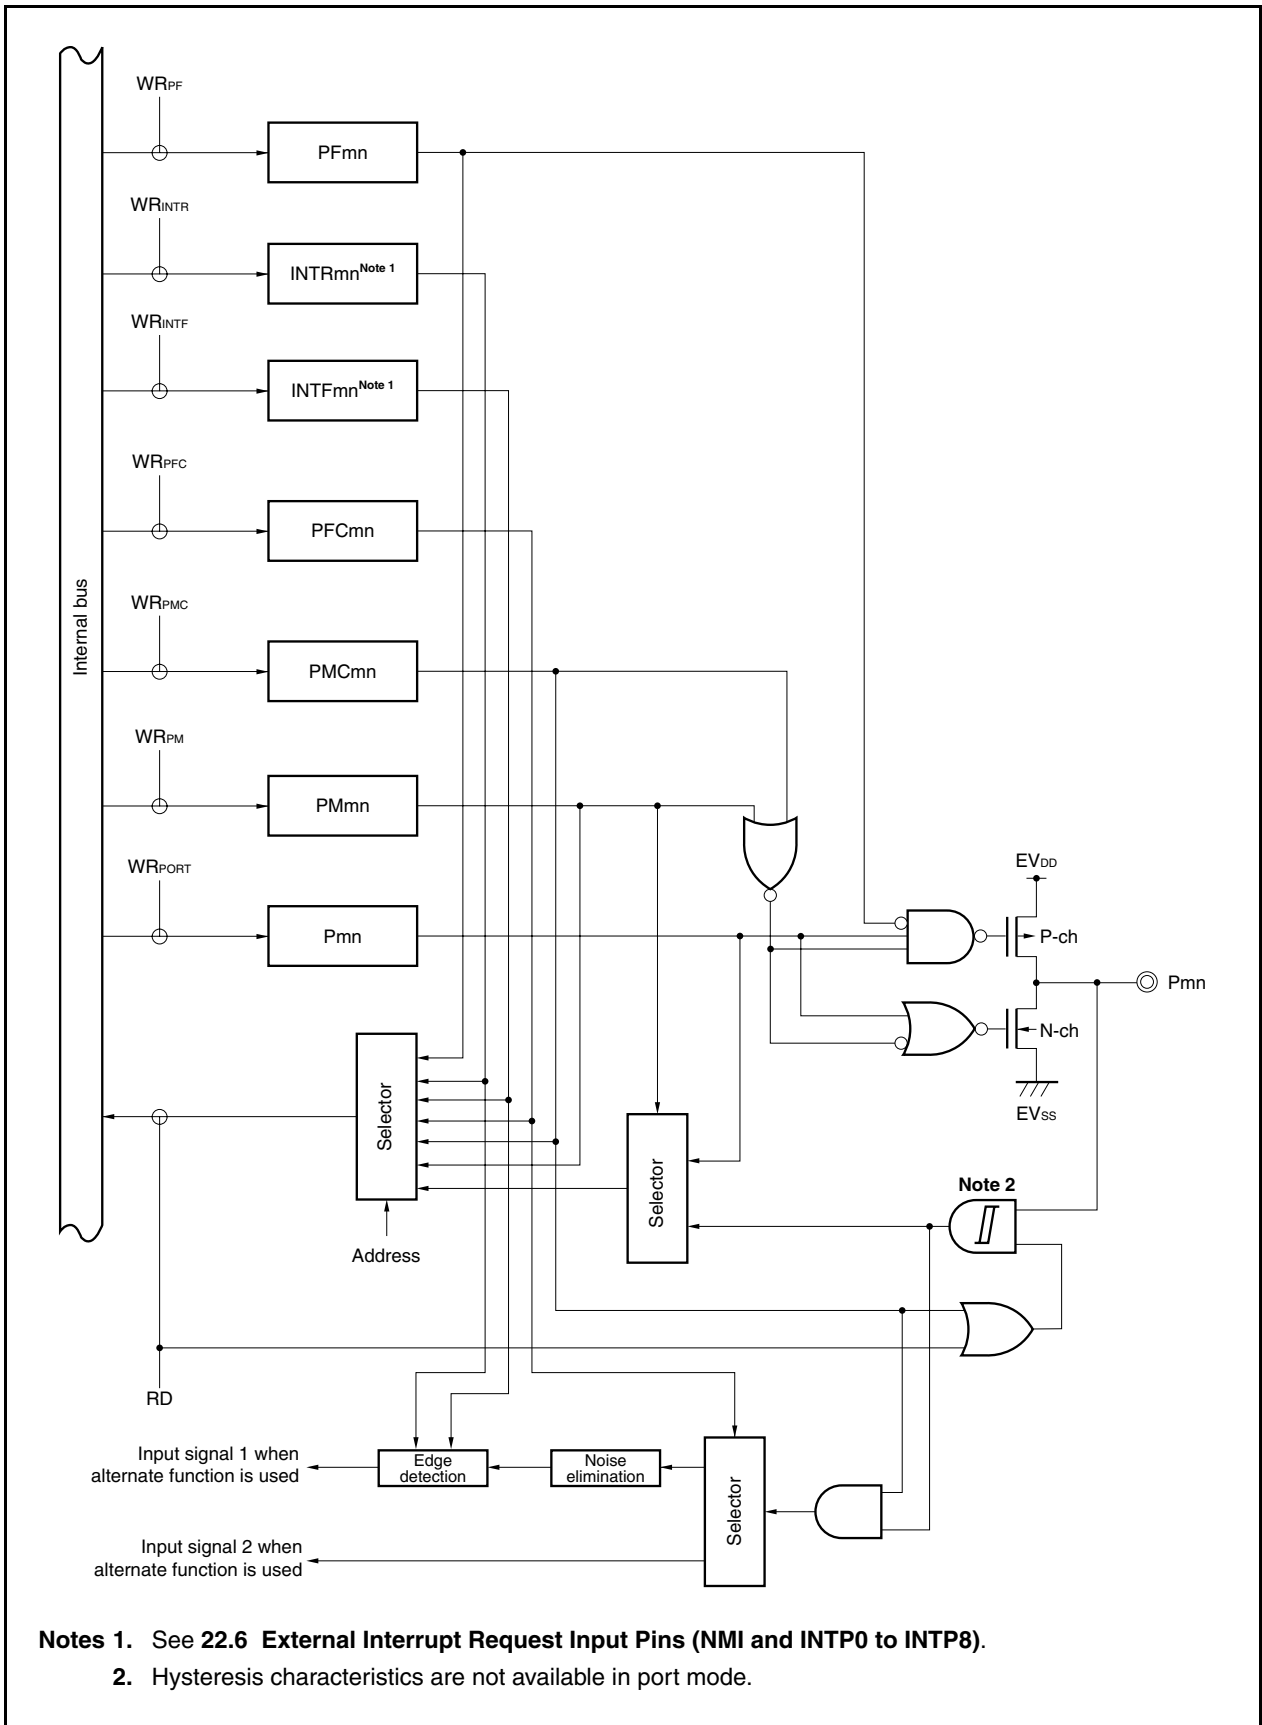 WRPF
PFmn
WRINTR
INTRmnNote 1
WRINTF
INTFmnNote 1
WRPFC
PFCmn
Internal bus
WRPMC
PMCmn
WRPM
PMmn
WRPORT
Pmn
EVDD
P-ch
Pmn
N-ch
EVSS
Selector
Selector
Note 2
Address
RD
Input signal 1 when
alternate function is used
Edge
detection
Noise
elimination
Selector
Input signal 2 when
alternate function is used
Notes 1. See 22.6 External Interrupt Request Input Pins (NMI and INTP0 to INTP8).
2. Hysteresis characteristics are not available in port mode.